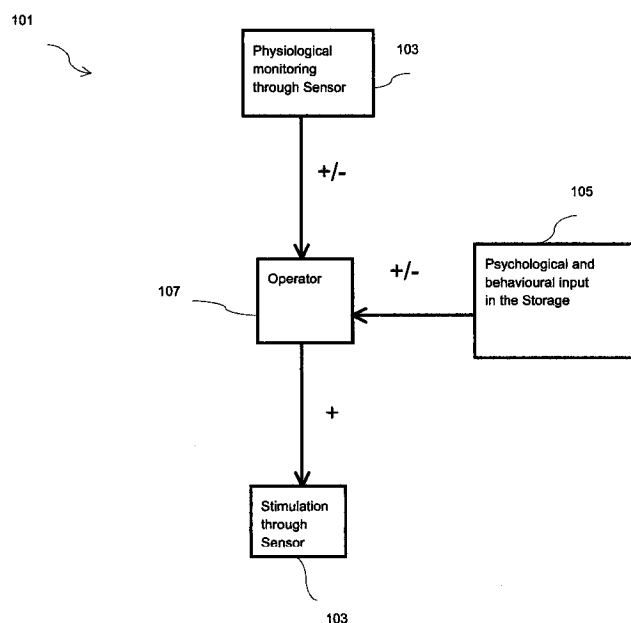 101
Physiological
monitoring
through Sensor
103
+/-
105
Operator
+/-
Psychological and
behavioural input
in the Storage
107
+
Stimulation
through
Sensor
103